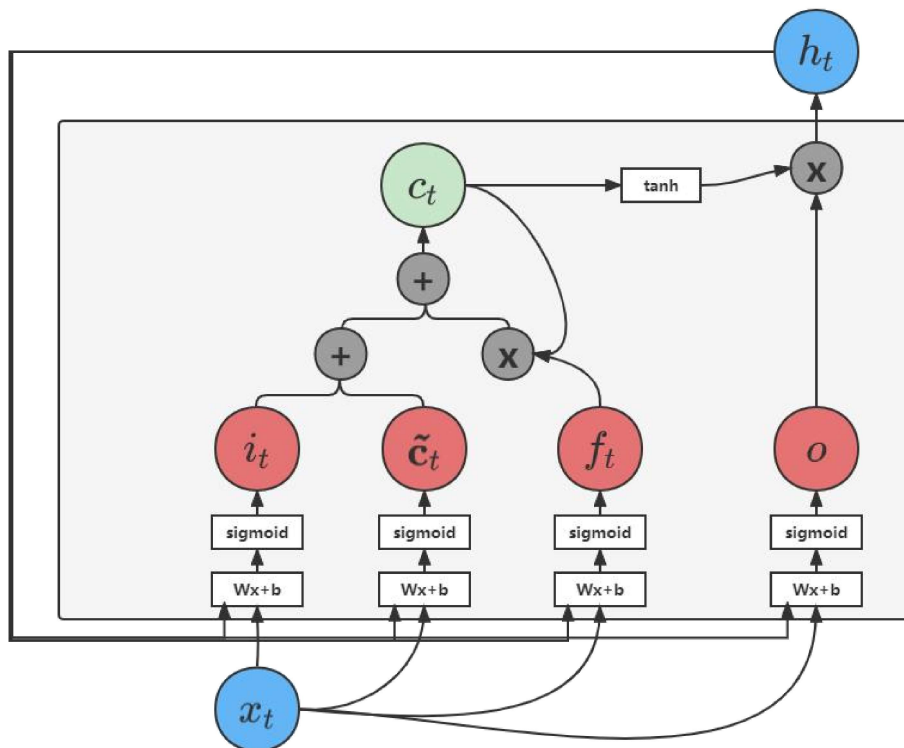 h_t
c_t
tanh
x
+
+
x
i_t
c̃_t
f_t
o
sigmoid
sigmoid
sigmoid
sigmoid
Wx+b
Wx+b
Wx+b
Wx+b
x_t